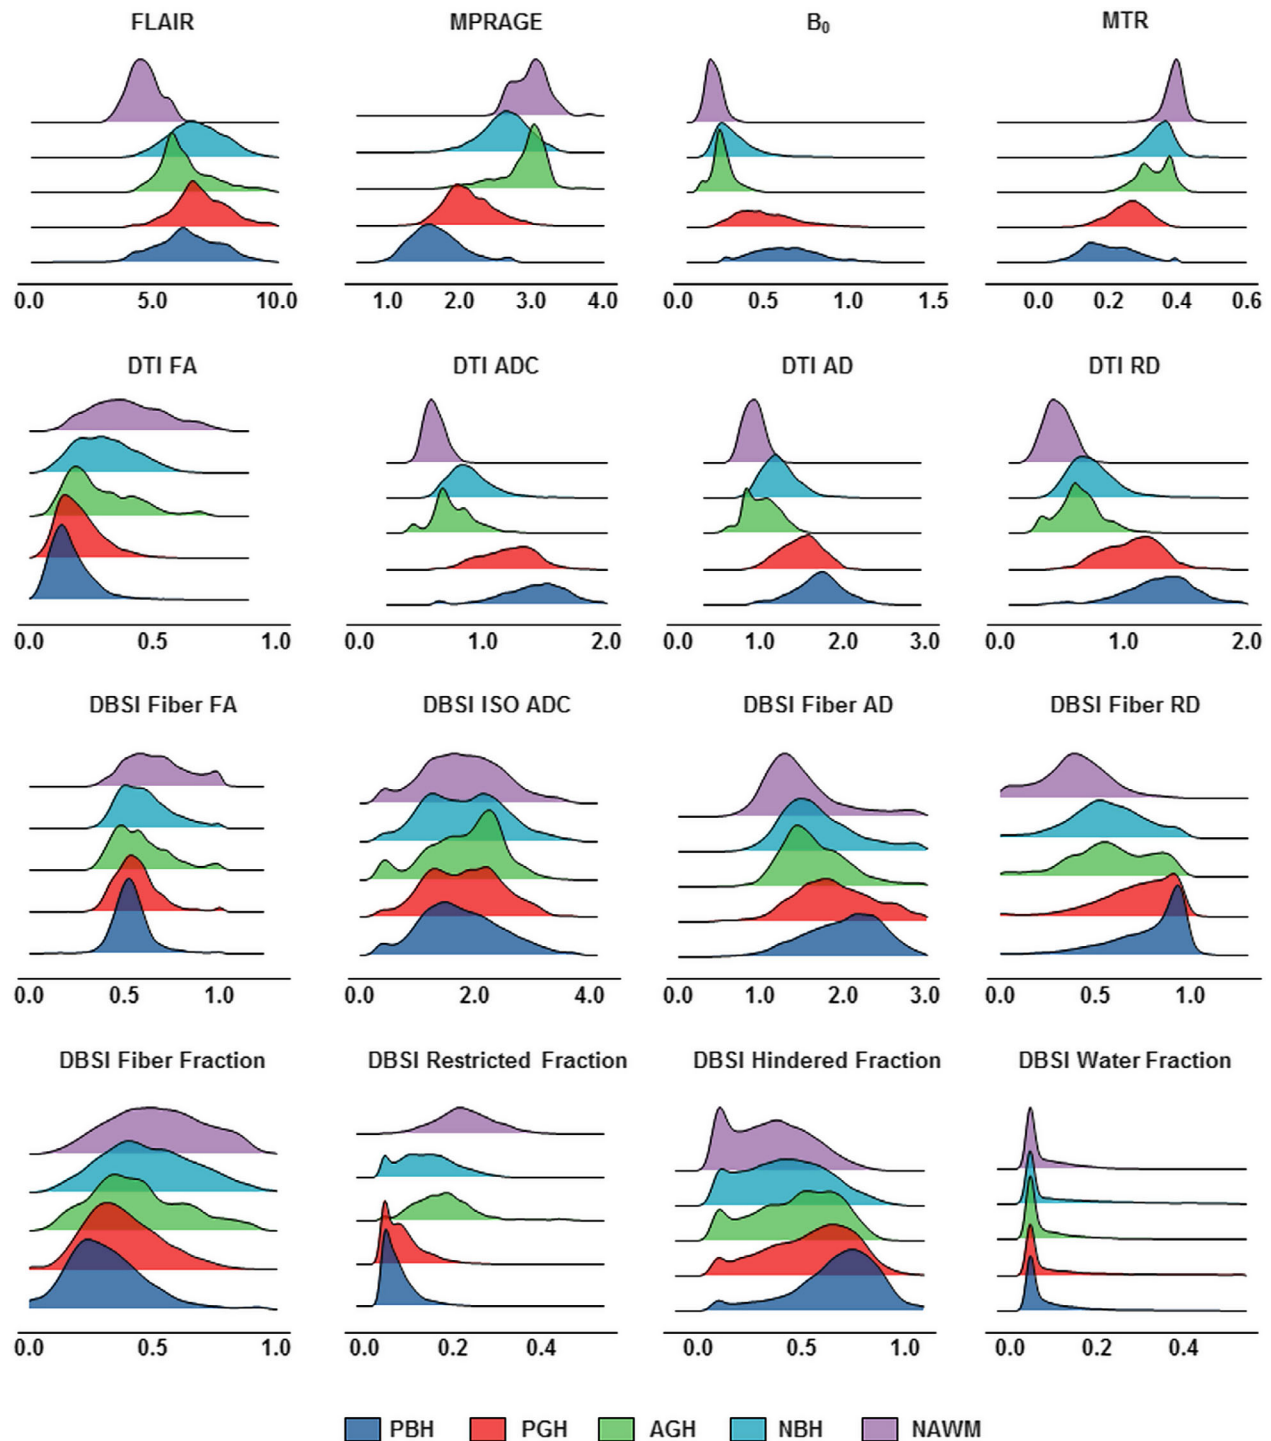 FLAIR MPRAGE B₀ MTR
0.0 5.0 10.0 1.0 2.0 3.0 4.0 0.0 0.5 1.0 1.5 0.0 0.2 0.4 0.6
DTI FA DTI ADC DTI AD DTI RD
0.0 0.5 1.0 0.0 1.0 2.0 0.0 1.0 2.0 3.0 0.0 1.0 2.0
DBSI Fiber FA DBSI ISO ADC DBSI Fiber AD DBSI Fiber RD
0.0 0.5 1.0 0.0 2.0 4.0 0.0 1.0 2.0 3.0 0.0 0.5 1.0
DBSI Fiber Fraction DBSI Restricted Fraction DBSI Hindered Fraction DBSI Water Fraction
0.0 0.5 1.0 0.0 0.2 0.4 0.0 0.5 1.0 0.0 0.2 0.4
PBH PGH AGH NBH NAWM